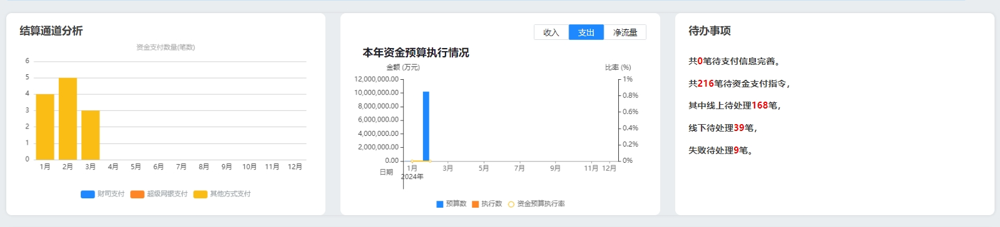 结算通道分析
资金支付数量(笔数)
6
5
4
3
2
1
0
1月 2月 3月 4月 5月 6月 7月 8月 9月 10月 11月 12月
财司支付 超级网银支付 其他方式支付
收入 支出 净流量
本年资金预算执行情况
金额 (万元) 比率 (%)
12,000,000.00 1%
10,000,000.00 0.8%
8,000,000.00 0.6%
6,000,000.00
4,000,000.00 0.4%
2,000,000.00 0.2%
0.00 0%
1月 3月 5月 7月 9月 11月 12月
日期 2024年
预算数 执行数 资金预算执行率
待办事项
共0笔待支付信息完善。
共216笔待资金支付指令，
其中线上待处理168笔，
线下待处理39笔，
失败待处理9笔。